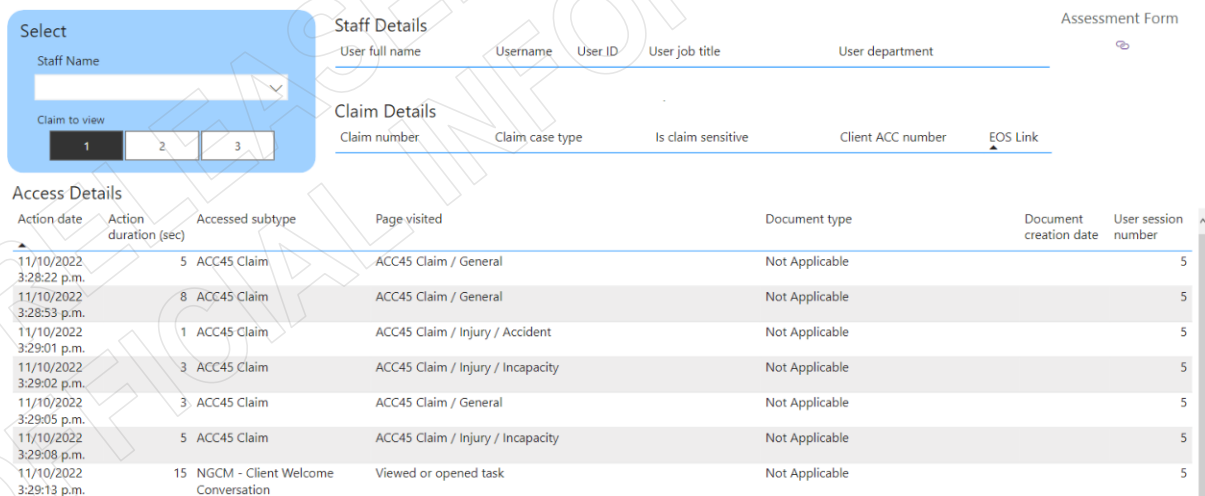 Select
Staff Name
Claim to view
1 2 3
Staff Details
User full name Username User ID User job title User department
Assessment Form
Claim Details
Claim number Claim case type Is claim sensitive Client ACC number EOS Link
Access Details
Action date Action duration (sec) Accessed subtype Page visited Document type Document creation date User session number
11/10/2022 3:28:22 p.m. 5 ACC45 Claim ACC45 Claim / General Not Applicable 5
11/10/2022 3:28:53 p.m. 8 ACC45 Claim ACC45 Claim / General Not Applicable 5
11/10/2022 3:29:01 p.m. 1 ACC45 Claim ACC45 Claim / Injury / Accident Not Applicable 5
11/10/2022 3:29:02 p.m. 3 ACC45 Claim ACC45 Claim / Injury / Incapacity Not Applicable 5
11/10/2022 3:29:05 p.m. 3 ACC45 Claim ACC45 Claim / General Not Applicable 5
11/10/2022 3:29:08 p.m. 5 ACC45 Claim ACC45 Claim / Injury / Incapacity Not Applicable 5
11/10/2022 3:29:13 p.m. 15 NGCM - Client Welcome Conversation Viewed or opened task Not Applicable 5